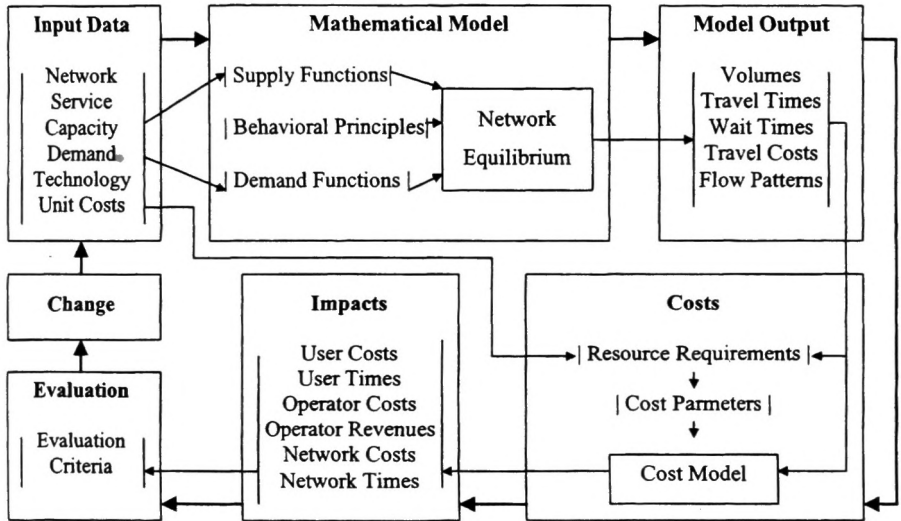 Input Data
Network
Service
Capacity
Demand
Technology
Unit Costs
Mathematical Model
Supply Functions
Behavioral Principles
Demand Functions
Network
Equilibrium
Model Output
Volumes
Travel Times
Wait Times
Travel Costs
Flow Patterns
Change
Evaluation
Evaluation
Criteria
Impacts
User Costs
User Times
Operator Costs
Operator Revenues
Network Costs
Network Times
Costs
Resource Requirements
Cost Parmeters
Cost Model